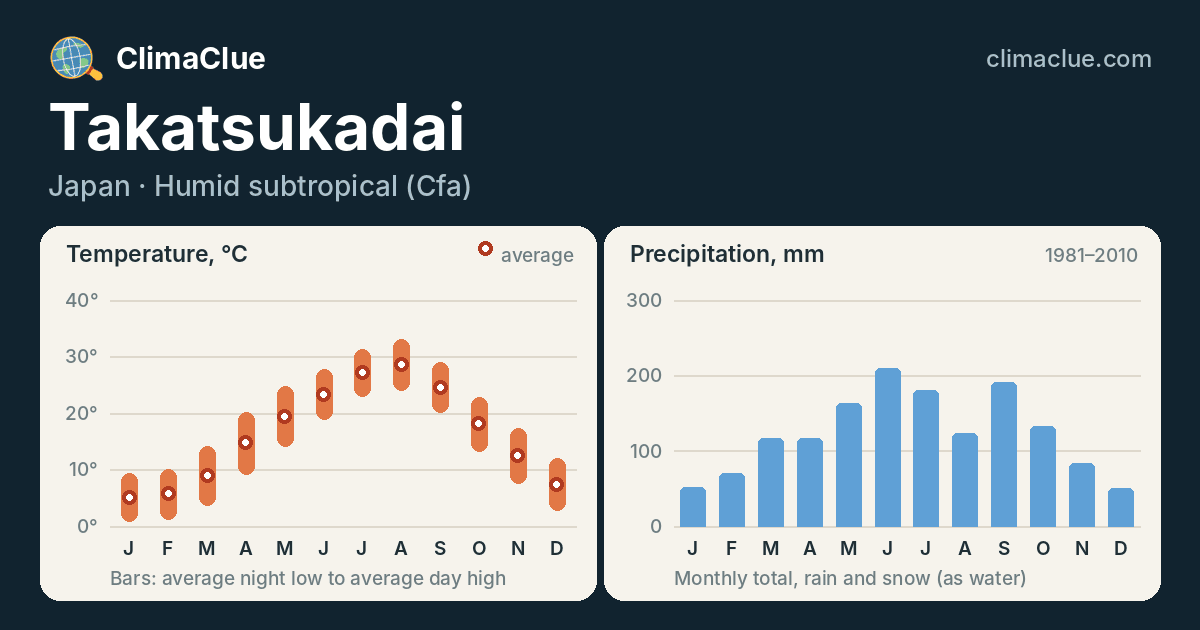 ClimaClue
climaclue.com
Takatsukadai
Japan · Humid subtropical (Cfa)
Temperature, °C
average
40°
30°
20°
10°
0°
J F M A M J J A S O N D
Bars: average night low to average day high
Precipitation, mm
1981–2010
300
200
100
0
J F M A M J J A S O N D
Monthly total, rain and snow (as water)